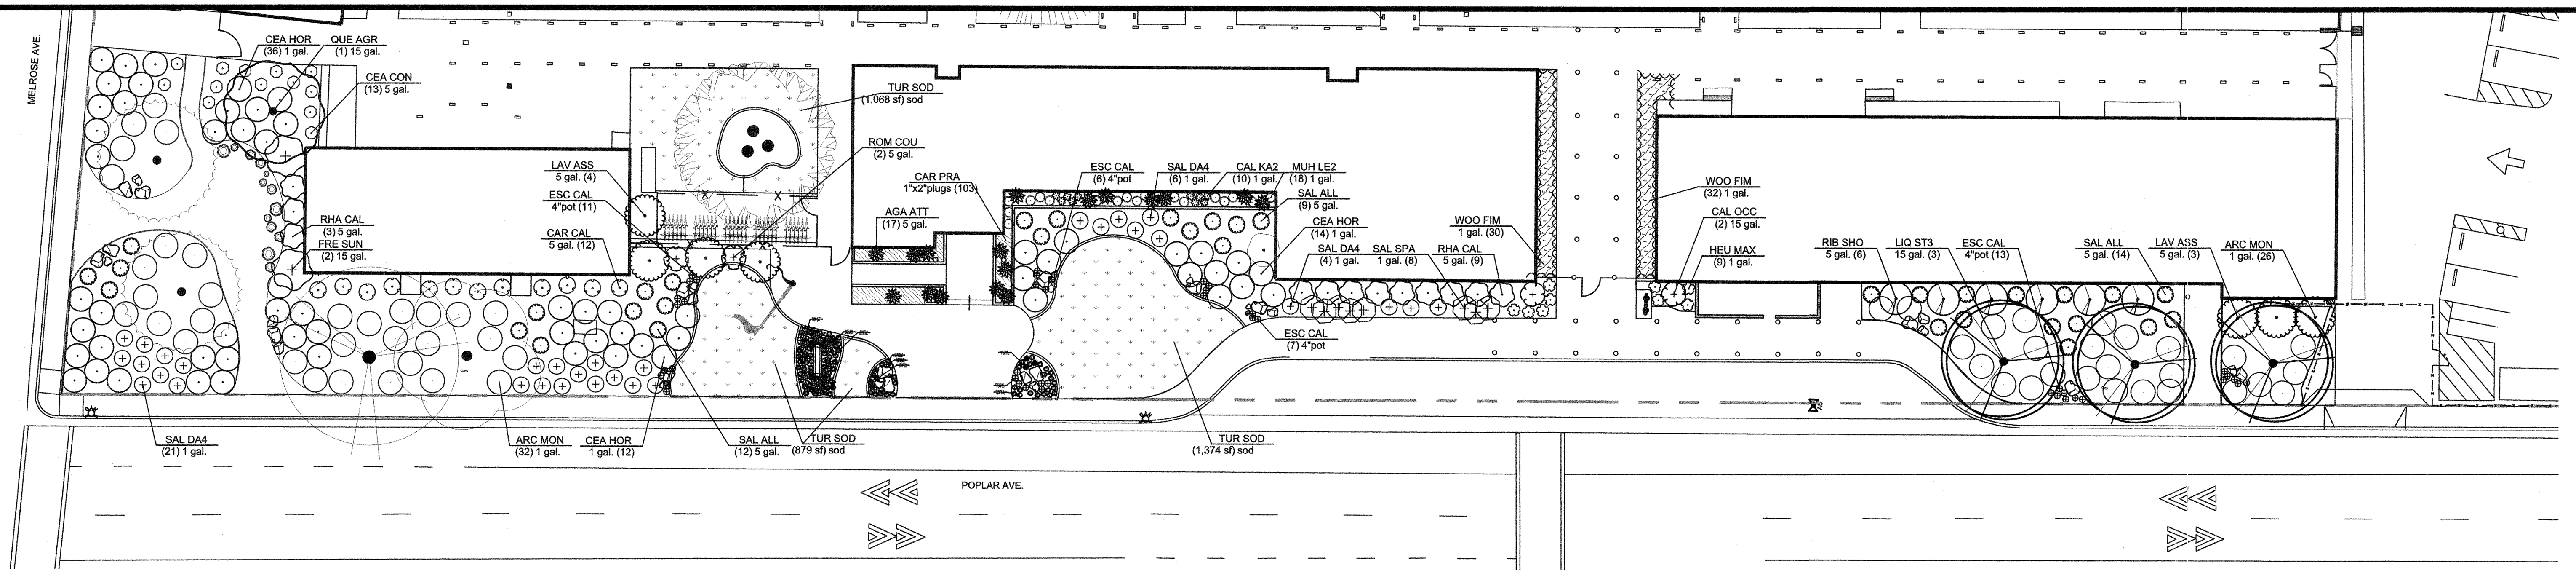 MELROSE AVE.
CEA HOR
(36) 1 gal.
QUE AGR
(1) 15 gal.
CEA CON
(13) 5 gal.
TUR SOD
(1,068 sf) sod
ROM COU
(2) 5 gal.
LAV ASS
5 gal. (4)
ESC CAL
4"pot (11)
CAR CAL
5 gal. (12)
RHA CAL
(3) 5 gal.
FRE SUN
(2) 15 gal.
CAR PRA
1"x2"plugs (103)
AGA ATT
(17) 5 gal.
ESC CAL
(6) 4"pot
SAL DA4
(6) 1 gal.
CAL KA2
(10) 1 gal.
MUH LE2
(18) 1 gal.
SAL ALL
(9) 5 gal.
CEA HOR
(14) 1 gal.
SAL DA4
(4) 1 gal.
SAL SPA
1 gal. (8)
RHA CAL
5 gal. (9)
WOO FIM
1 gal. (30)
ESC CAL
(7) 4"pot
WOO FIM
(32) 1 gal.
CAL OCC
(2) 15 gal.
HEU MAX
(9) 1 gal.
RIB SHO
5 gal. (6)
LIQ ST3
15 gal. (3)
ESC CAL
4"pot (13)
SAL ALL
5 gal. (14)
LAV ASS
5 gal. (3)
ARC MON
1 gal. (26)
SAL DA4
(21) 1 gal.
ARC MON
(32) 1 gal.
CEA HOR
1 gal. (12)
SAL ALL
(12) 5 gal.
TUR SOD
(879 sf) sod
TUR SOD
(1,374 sf) sod
POPLAR AVE.